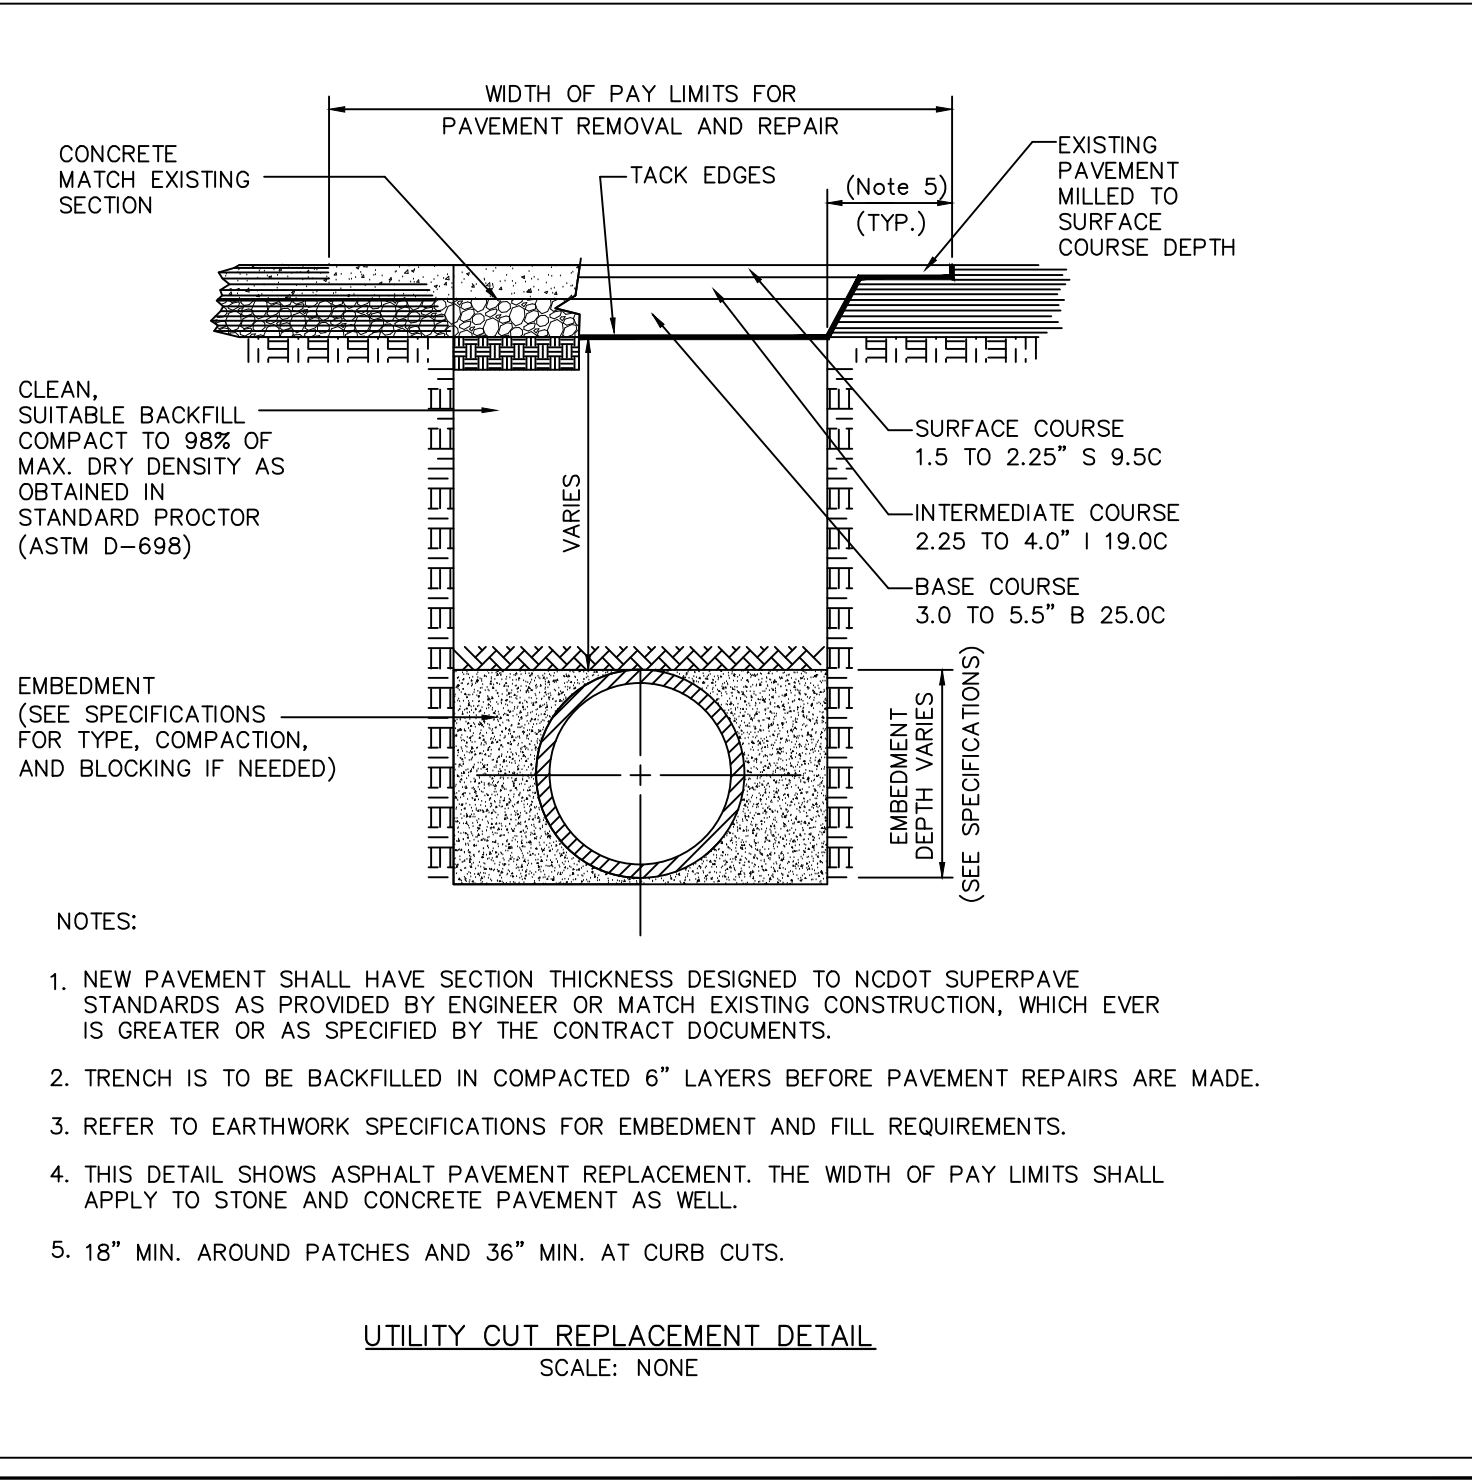 WIDTH OF PAY LIMITS FOR
PAVEMENT REMOVAL AND REPAIR
CONCRETE
MATCH EXISTING
SECTION
TACK EDGES
(Note 5)
(TYP.)
EXISTING
PAVEMENT
MILLED TO
SURFACE
COURSE DEPTH
CLEAN,
SUITABLE BACKFILL
COMPACT TO 98% OF
MAX. DRY DENSITY AS
OBTAINED IN
STANDARD PROCTOR
(ASTM D-698)
VARIES
SURFACE COURSE
1.5 TO 2.25" S 9.5C
INTERMEDIATE COURSE
2.25 TO 4.0" I 19.0C
BASE COURSE
3.0 TO 5.5" B 25.0C
EMBEDMENT
(SEE SPECIFICATIONS
FOR TYPE, COMPACTION,
AND BLOCKING IF NEEDED)
EMBEDMENT
DEPTH VARIES
(SEE SPECIFICATIONS)
NOTES:
1. NEW PAVEMENT SHALL HAVE SECTION THICKNESS DESIGNED TO NCDOT SUPERPAVE
STANDARDS AS PROVIDED BY ENGINEER OR MATCH EXISTING CONSTRUCTION, WHICH EVER
IS GREATER OR AS SPECIFIED BY THE CONTRACT DOCUMENTS.
2. TRENCH IS TO BE BACKFILLED IN COMPACTED 6" LAYERS BEFORE PAVEMENT REPAIRS ARE MADE.
3. REFER TO EARTHWORK SPECIFICATIONS FOR EMBEDMENT AND FILL REQUIREMENTS.
4. THIS DETAIL SHOWS ASPHALT PAVEMENT REPLACEMENT. THE WIDTH OF PAY LIMITS SHALL
APPLY TO STONE AND CONCRETE PAVEMENT AS WELL.
5. 18" MIN. AROUND PATCHES AND 36" MIN. AT CURB CUTS.
UTILITY CUT REPLACEMENT DETAIL
SCALE: NONE